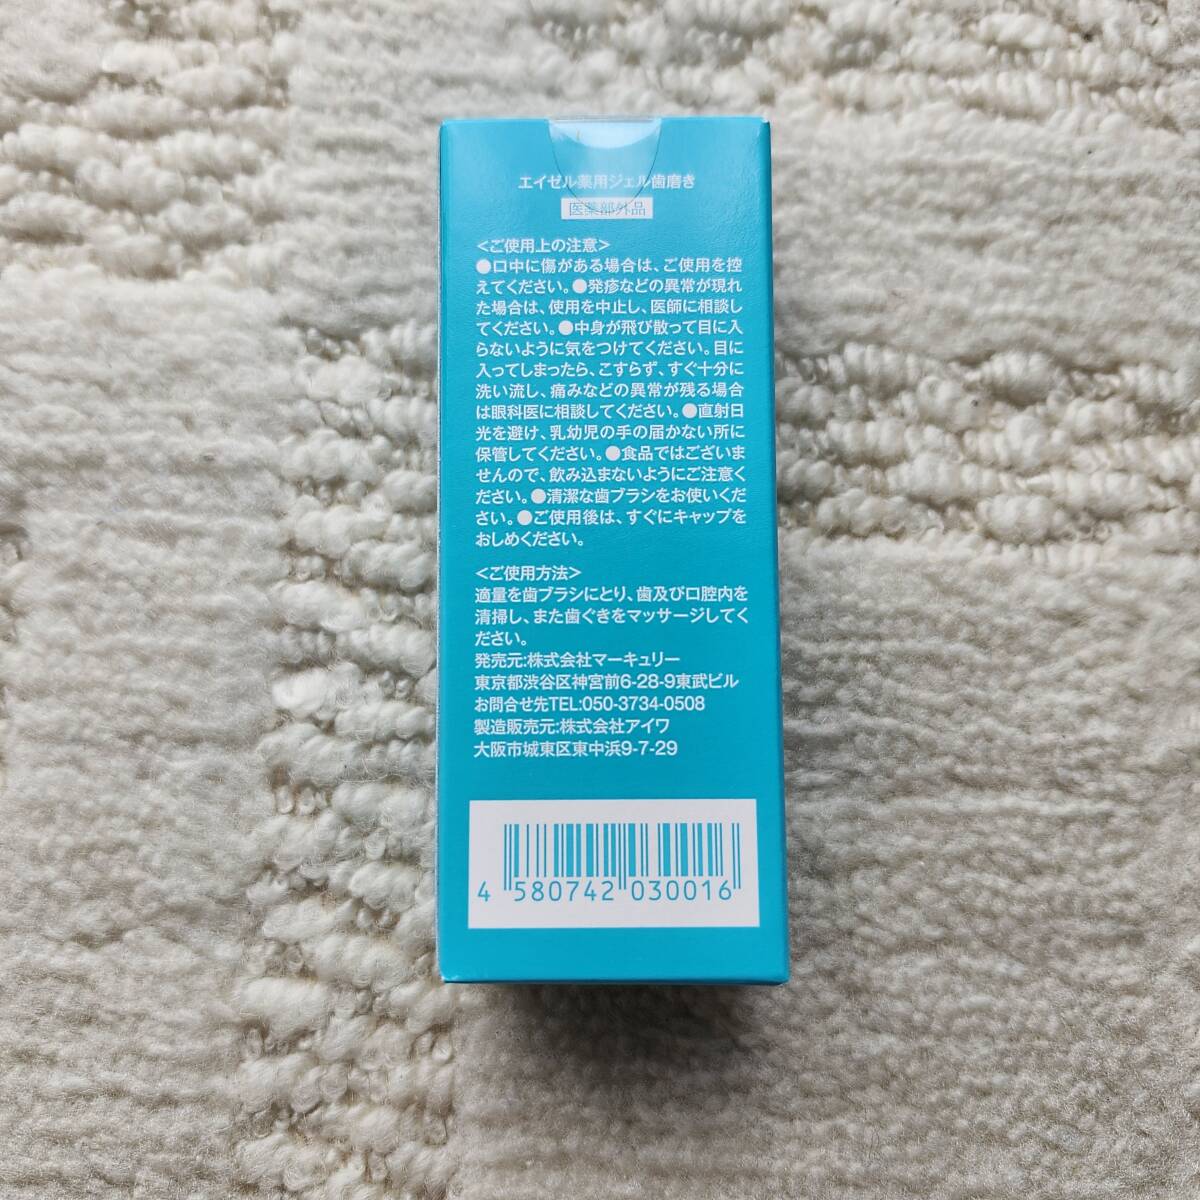 エイゼル薬用ジェル歯磨き
医薬部外品
<ご使用上の注意>
●口中に傷がある場合は、ご使用を控
えてください。●発疹などの異常が現れ
た場合は、使用を中止し、医師に相談し
てください。●中身が飛び散って目に入
らないように気をつけてください。目に
入ってしまったら、こすらず、すぐ十分に
洗い流し、痛みなどの異常が残る場合
は眼科医に相談してください。●直射日
光を避け、乳幼児の手の届かない所に
保管してください。●食品ではございま
せんので、飲み込まないようにご注意く
ださい。●清潔な歯ブラシをお使いくだ
さい。●ご使用後は、すぐにキャップを
おしめください。
<ご使用方法>
適量を歯ブラシにとり、歯及び口腔内を
清掃し、また歯ぐきをマッサージしてく
ださい。
発売元:株式会社マーキュリー
東京都渋谷区神宮前6-28-9東武ビル
お問合せ先TEL:050-3734-0508
製造販売元:株式会社アイワ
大阪市城東区東中浜9-7-29
4 580742 030016